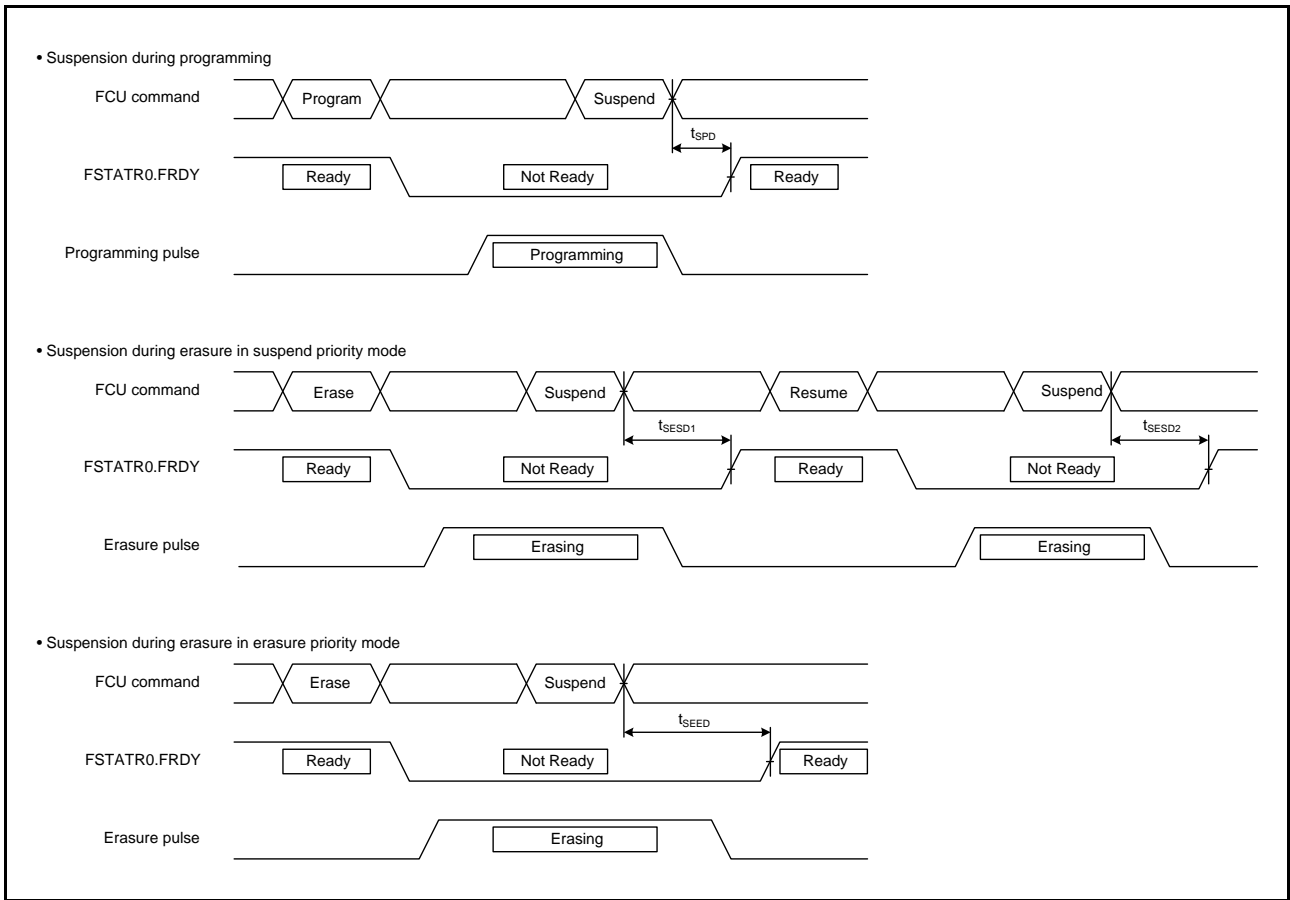 • Suspension during programming
FCU command Program Suspend
tSPD
FSTATR0.FRDY Ready Not Ready Ready
Programming pulse Programming
• Suspension during erasure in suspend priority mode
FCU command Erase Suspend Resume Suspend
tSESD1 tSESD2
FSTATR0.FRDY Ready Not Ready Ready Not Ready
Erasure pulse Erasing Erasing
• Suspension during erasure in erasure priority mode
FCU command Erase Suspend
tSEED
FSTATR0.FRDY Ready Not Ready Ready
Erasure pulse Erasing